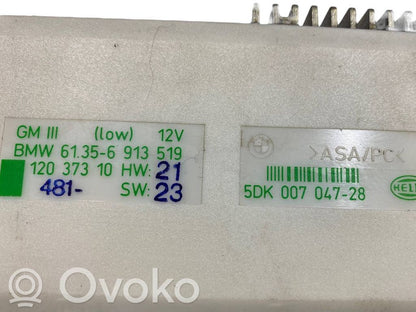 GM III (low) 12V
BMW 61.35-6 913 519
120 373 10 HW: 21
481- SW: 23
>ASA/PC<
5DK 007 047-28
HELLA
Ovoko